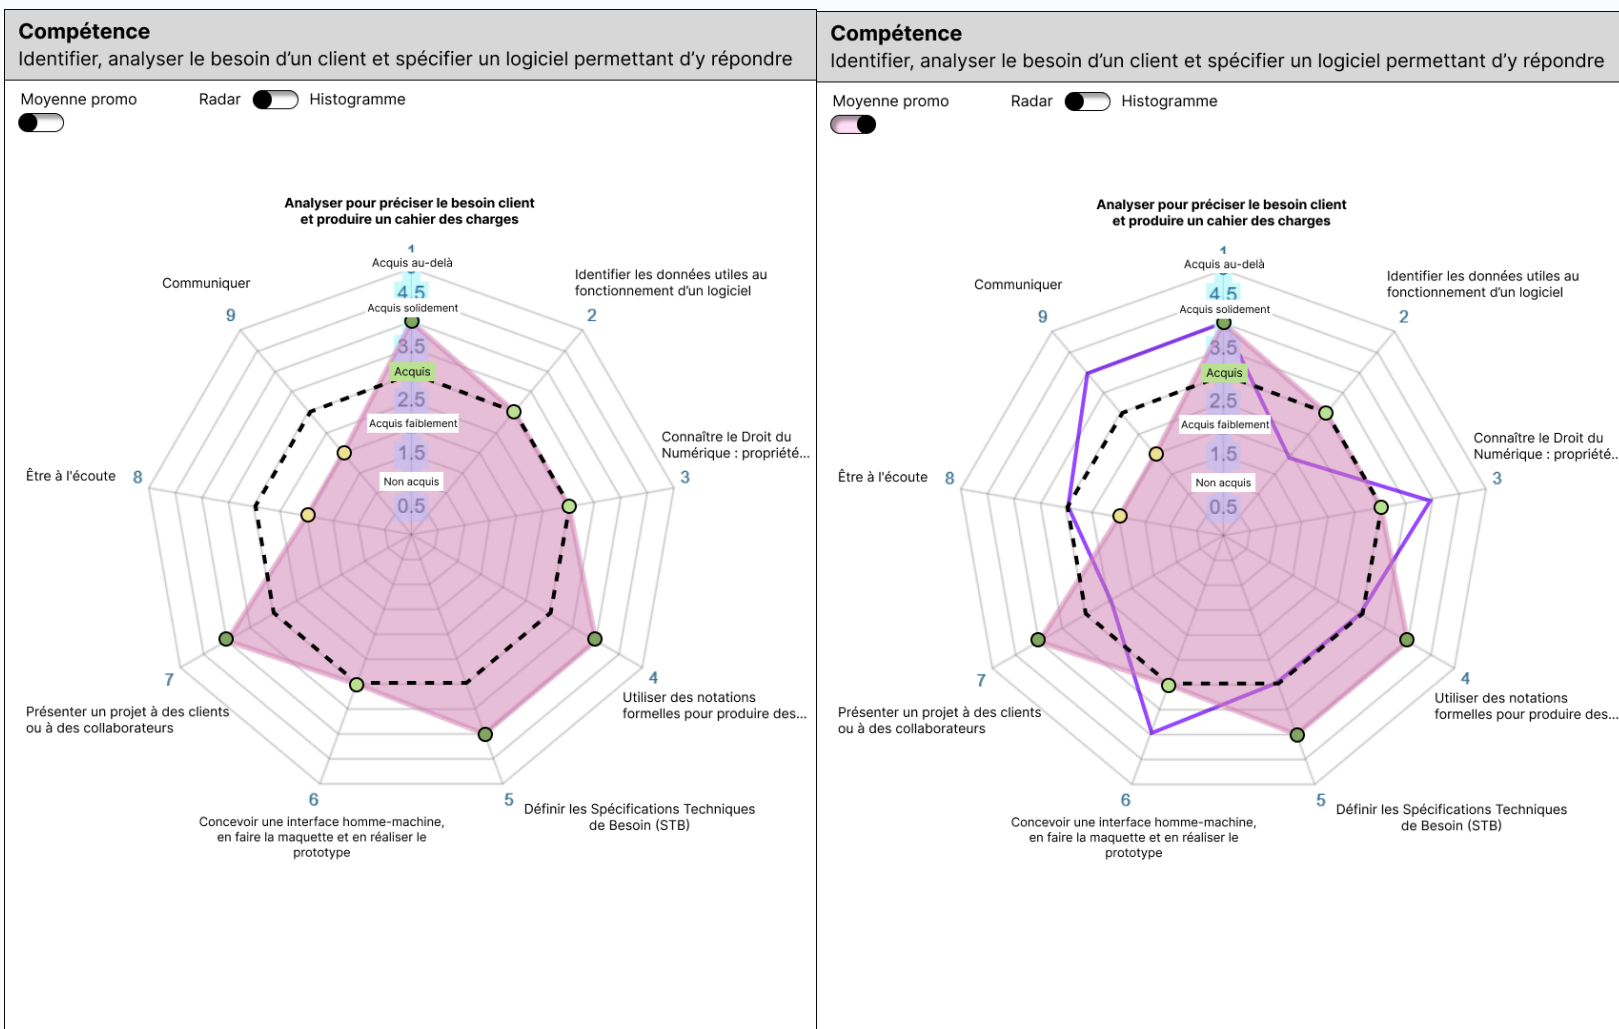 Compétence
Identifier, analyser le besoin d'un client et spécifier un logiciel permettant d'y répondre
Moyenne promo
Radar
Histogramme
Analyser pour préciser le besoin client
et produire un cahier des charges
1
Acquis au-delà
Communiquer
Identifier les données utiles au
fonctionnement d'un logiciel
4.5
Acquis solidement
9
2
3.5
Acquis
2.5
Acquis faiblement
Connaître le Droit du
Numérique : propriété...
1.5
Être à l'écoute
8
3
Non acquis
0.5
7
4
Utiliser des notations
formelles pour produire des...
Présenter un projet à des clients
ou à des collaborateurs
6
5
Définir les Spécifications Techniques
de Besoin (STB)
Concevoir une interface homme-machine,
en faire la maquette et en réaliser le
prototype
Compétence
Identifier, analyser le besoin d'un client et spécifier un logiciel permettant d'y répondre
Moyenne promo
Radar
Histogramme
Analyser pour préciser le besoin client
et produire un cahier des charges
1
Acquis au-delà
Communiquer
Identifier les données utiles au
fonctionnement d'un logiciel
4.5
Acquis solidement
9
2
3.5
Acquis
2.5
Acquis faiblement
Connaître le Droit du
Numérique : propriété...
1.5
Être à l'écoute
8
3
Non acquis
0.5
7
4
Utiliser des notations
formelles pour produire des...
Présenter un projet à des clients
ou à des collaborateurs
6
5
Définir les Spécifications Techniques
de Besoin (STB)
Concevoir une interface homme-machine,
en faire la maquette et en réaliser le
prototype